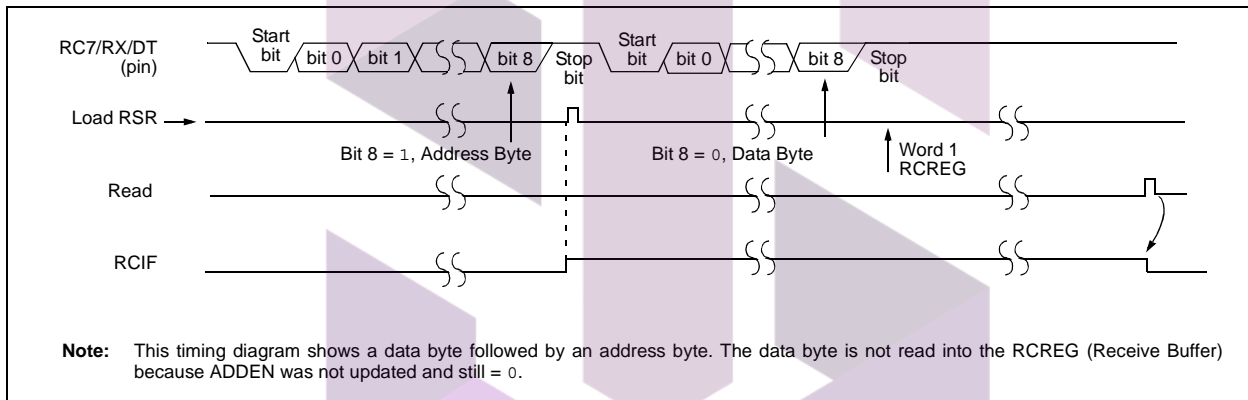 RC7/RX/DT
(pin)
Start
bit
bit 0
bit 1
bit 8
Stop
bit
Start
bit
bit 0
bit 8
Stop
bit
Load RSR
Bit 8 = 1, Address Byte
Bit 8 = 0, Data Byte
Word 1
RCREG
Read
RCIF
Note: This timing diagram shows a data byte followed by an address byte. The data byte is not read into the RCREG (Receive Buffer)
because ADDEN was not updated and still = 0.